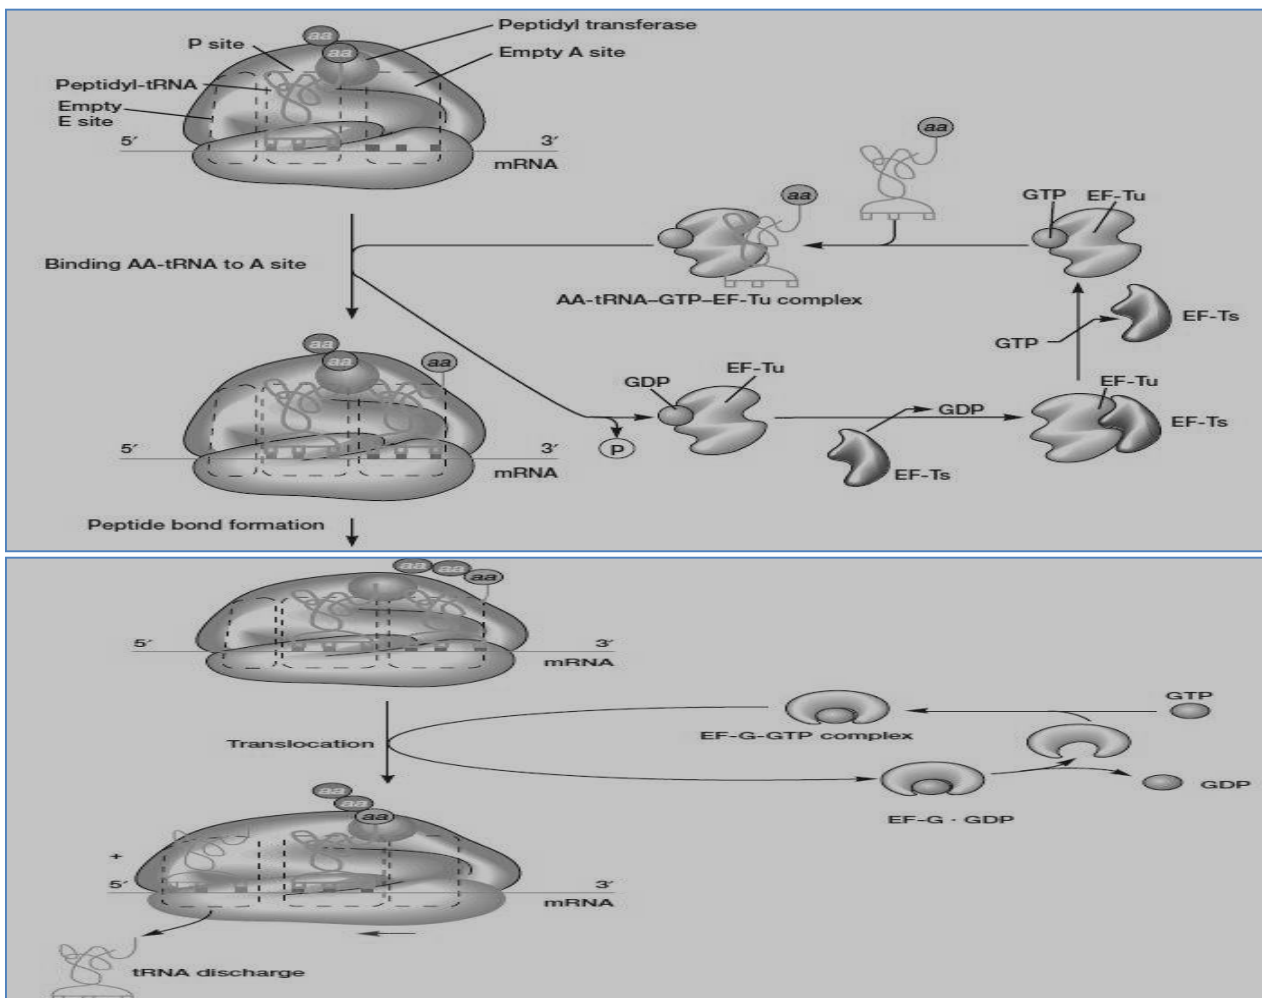 aa
Peptidyl transferase
P site
aa
Empty A site
Peptidyl-tRNA
Empty
E site
5′
3′
mRNA
aa
aa
GTP
EF-Tu
Binding AA-tRNA to A site
AA-tRNA–GTP–EF-Tu complex
EF-Ts
GTP
aa
aa
aa
GDP
EF-Tu
EF-Tu
GDP
EF-Ts
P
EF-Ts
5′
3′
mRNA
Peptide bond formation
aa
aa
aa
5′
3′
mRNA
GTP
EF-G-GTP complex
Translocation
GDP
EF-G · GDP
aa
aa
aa
+
5′
3′
mRNA
tRNA discharge